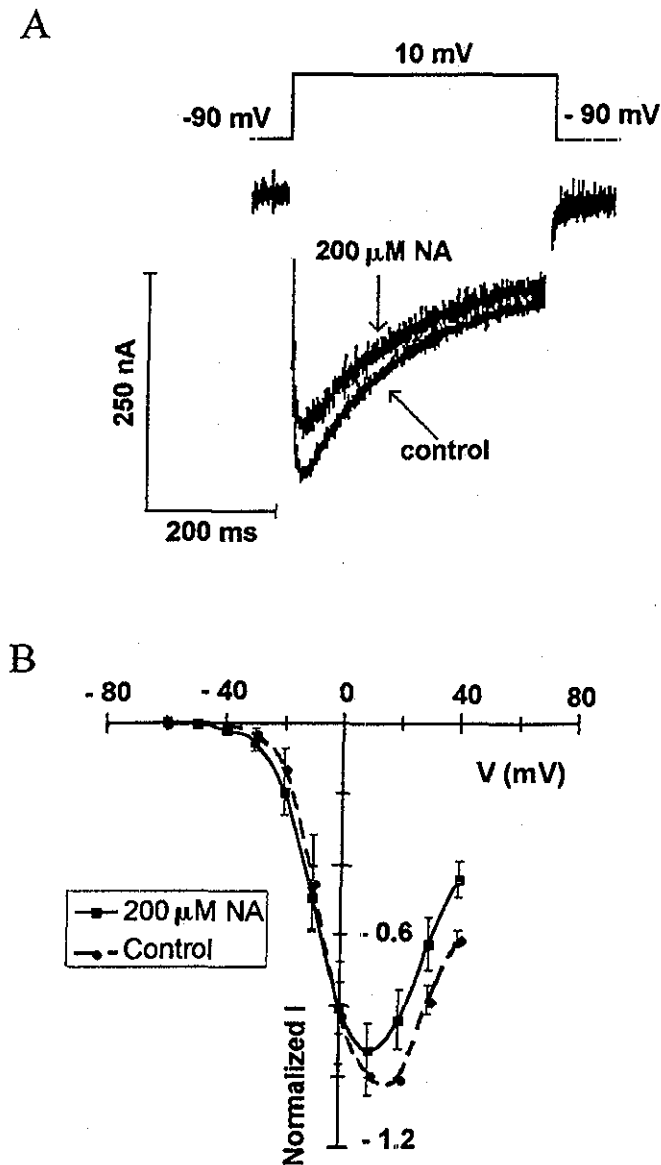 A
10 mV
-90 mV
- 90 mV
200 μM NA
250 nA
control
200 ms
B
- 80
- 40
0
40
80
V (mV)
200 μM NA
Control
- 0.6
Normalized I
- 1.2